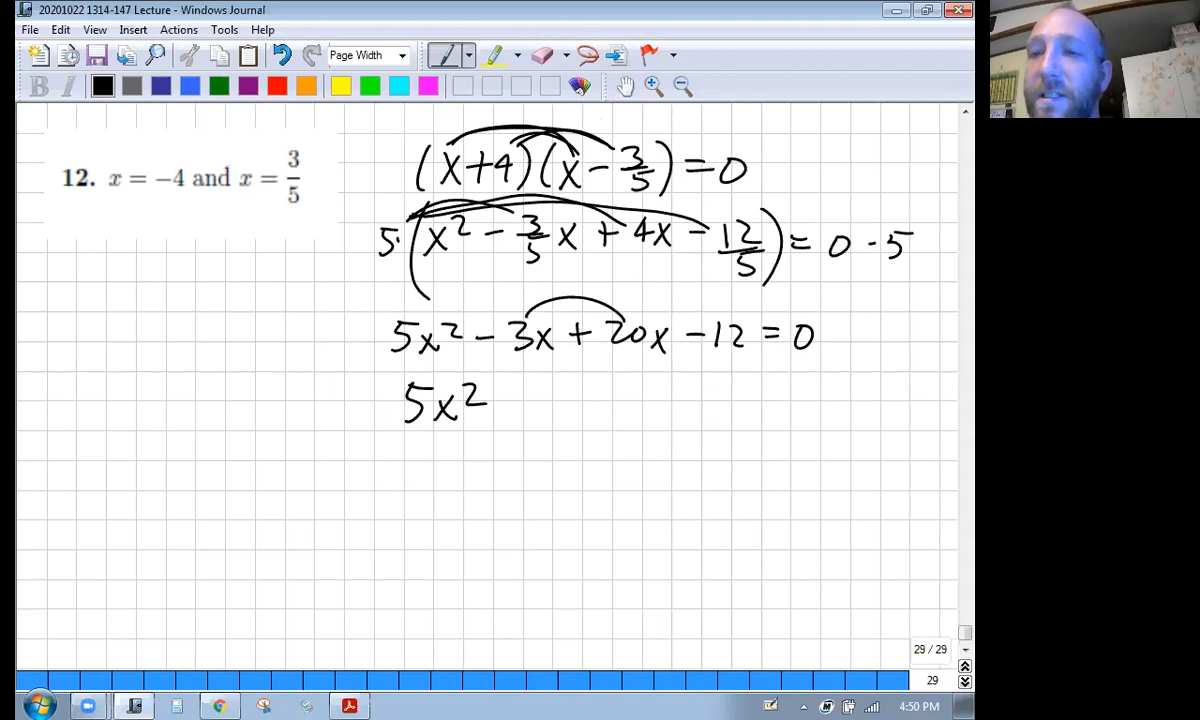 20201022 1314-147 Lecture - Windows Journal
File Edit View Insert Actions Tools Help
Page Width
B I
12. x = −4 and x = 3/5
(x+4)(x − 3/5) = 0
5·(x² − 3/5x + 4x − 12/5) = 0 · 5
5x² − 3x + 20x − 12 = 0
5x²
29 / 29
29
4:50 PM